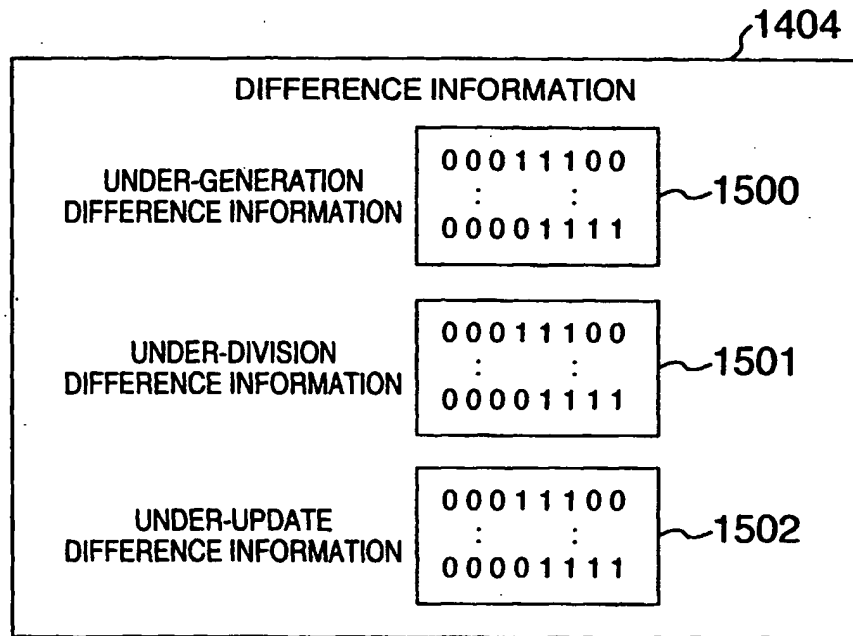 1404
DIFFERENCE INFORMATION
UNDER-GENERATION
DIFFERENCE INFORMATION
00011100
: :
00001111
1500
UNDER-DIVISION
DIFFERENCE INFORMATION
00011100
: :
00001111
1501
UNDER-UPDATE
DIFFERENCE INFORMATION
00011100
: :
00001111
1502